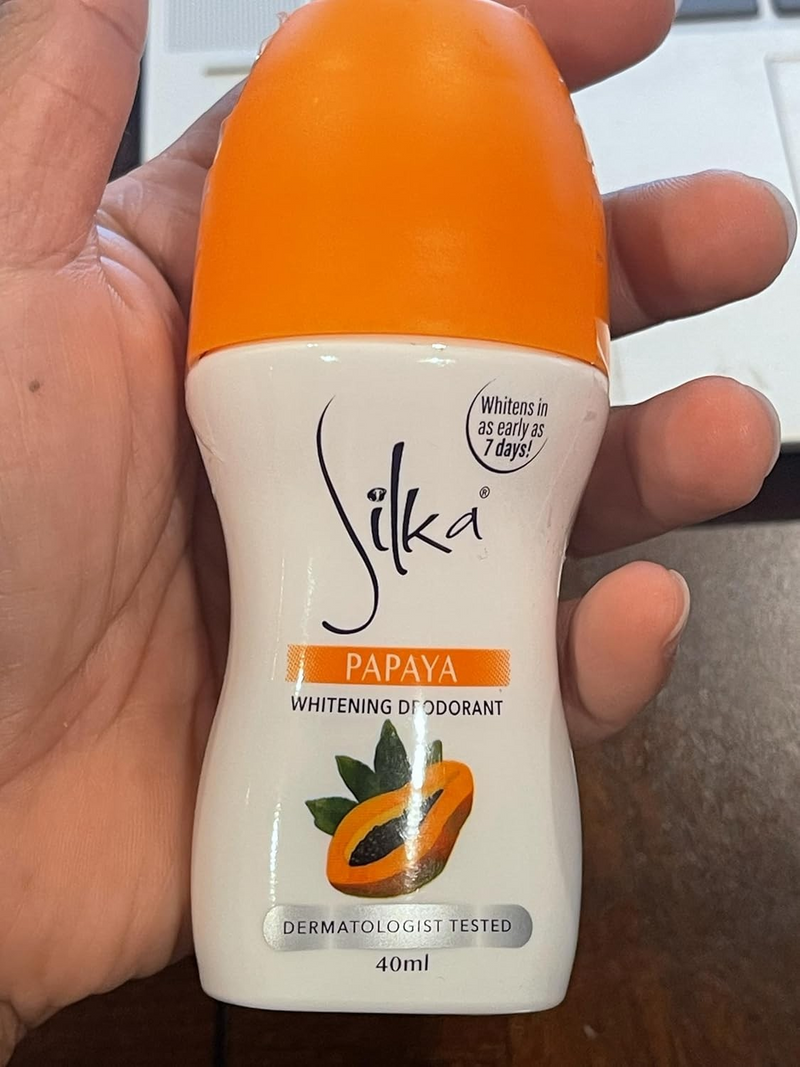 Whitens in
as early as
7 days!
Silka®
PAPAYA
WHITENING DEODORANT
DERMATOLOGIST TESTED
40ml